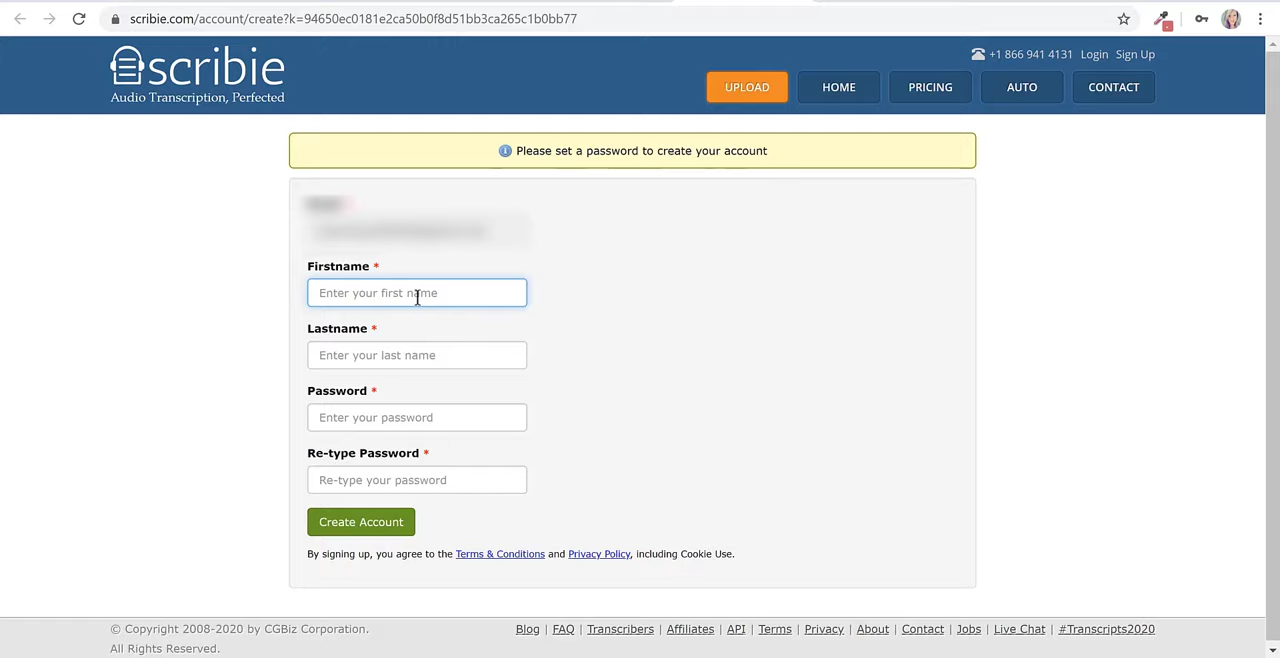 scribie.com/account/create?k=94650ec0181e2ca50b0f8d51bb3ca265c1b0bb77
+1 866 941 4131 Login Sign Up
scribie
Audio Transcription, Perfected
UPLOAD HOME PRICING AUTO CONTACT
Please set a password to create your account
Firstname *
Enter your first name
Lastname *
Enter your last name
Password *
Enter your password
Re-type Password *
Re-type your password
Create Account
By signing up, you agree to the Terms & Conditions and Privacy Policy, including Cookie Use.
© Copyright 2008-2020 by CGBiz Corporation.
All Rights Reserved.
Blog | FAQ | Transcribers | Affiliates | API | Terms | Privacy | About | Contact | Jobs | Live Chat | #Transcripts2020